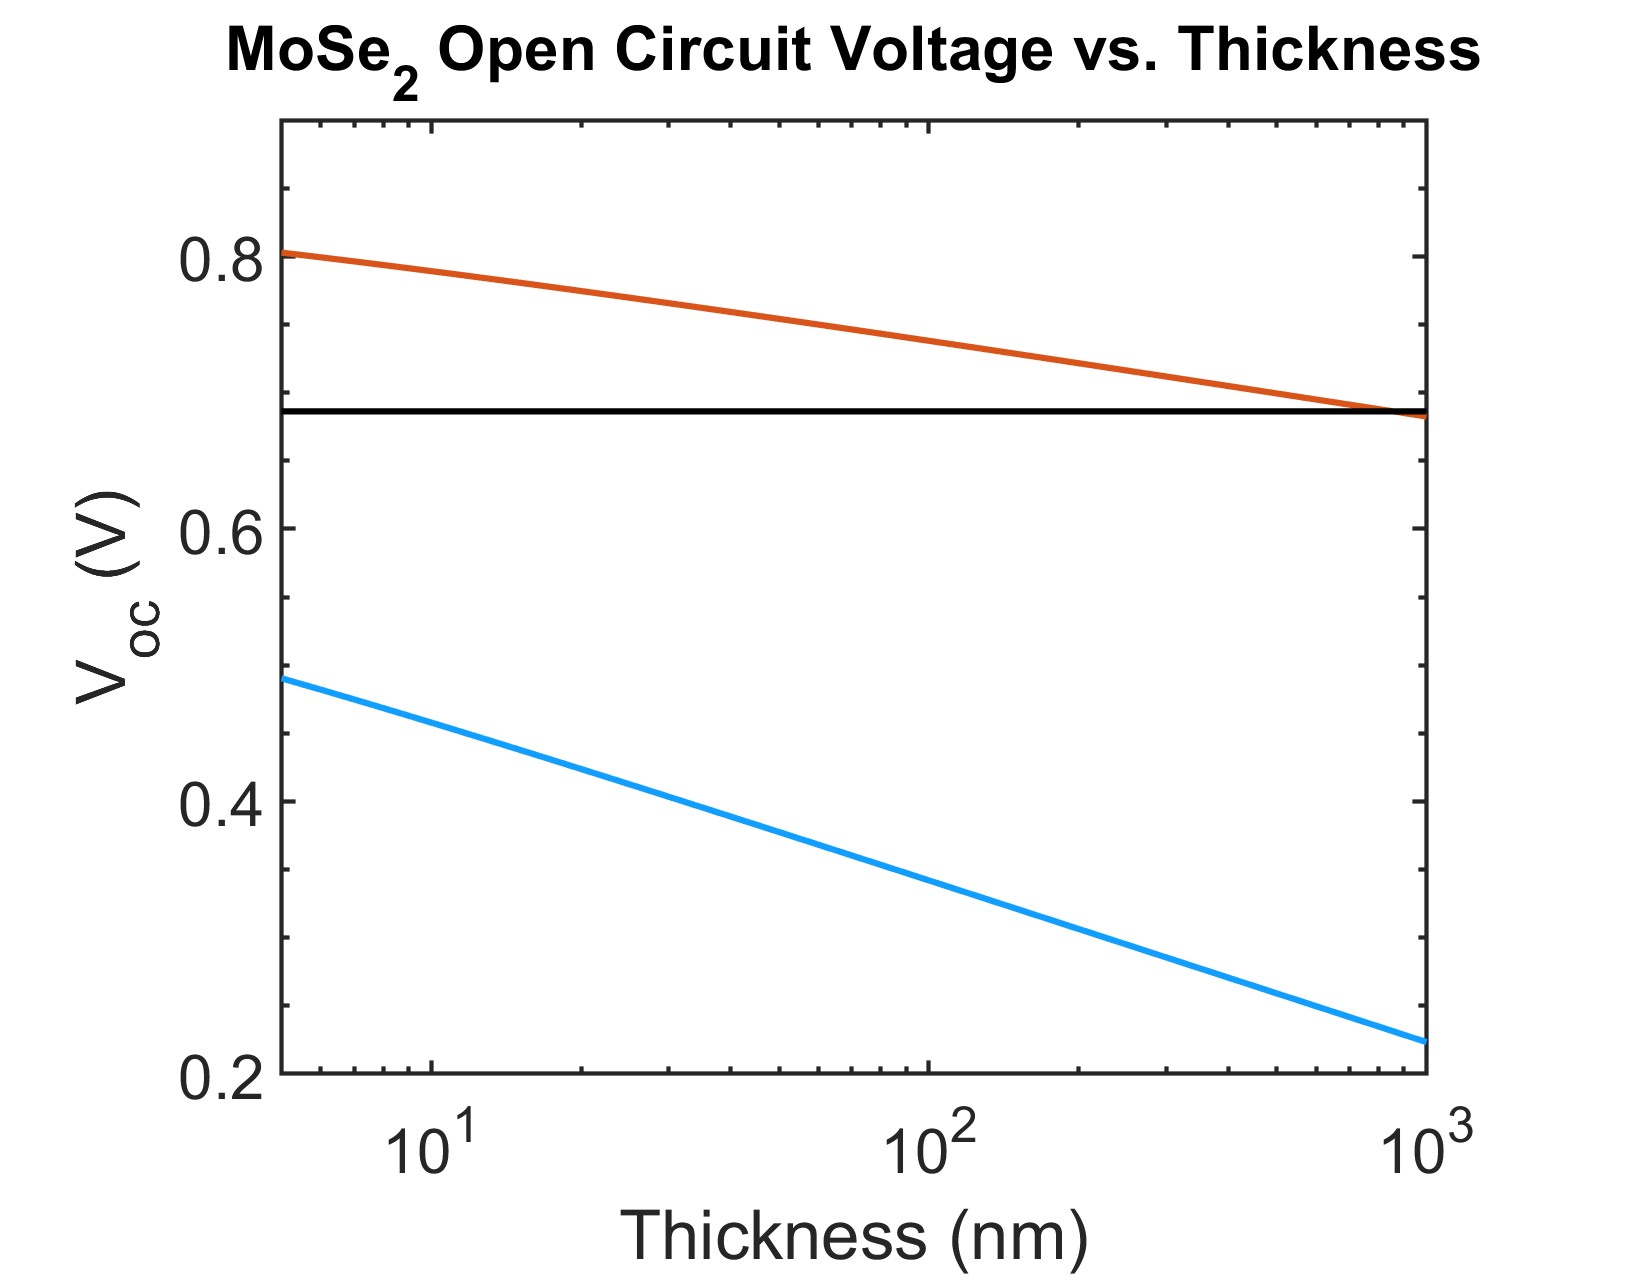 MoSe2 Open Circuit Voltage vs. Thickness
0.8
0.6
0.4
0.2
Voc (V)
10^1
10^2
10^3
Thickness (nm)